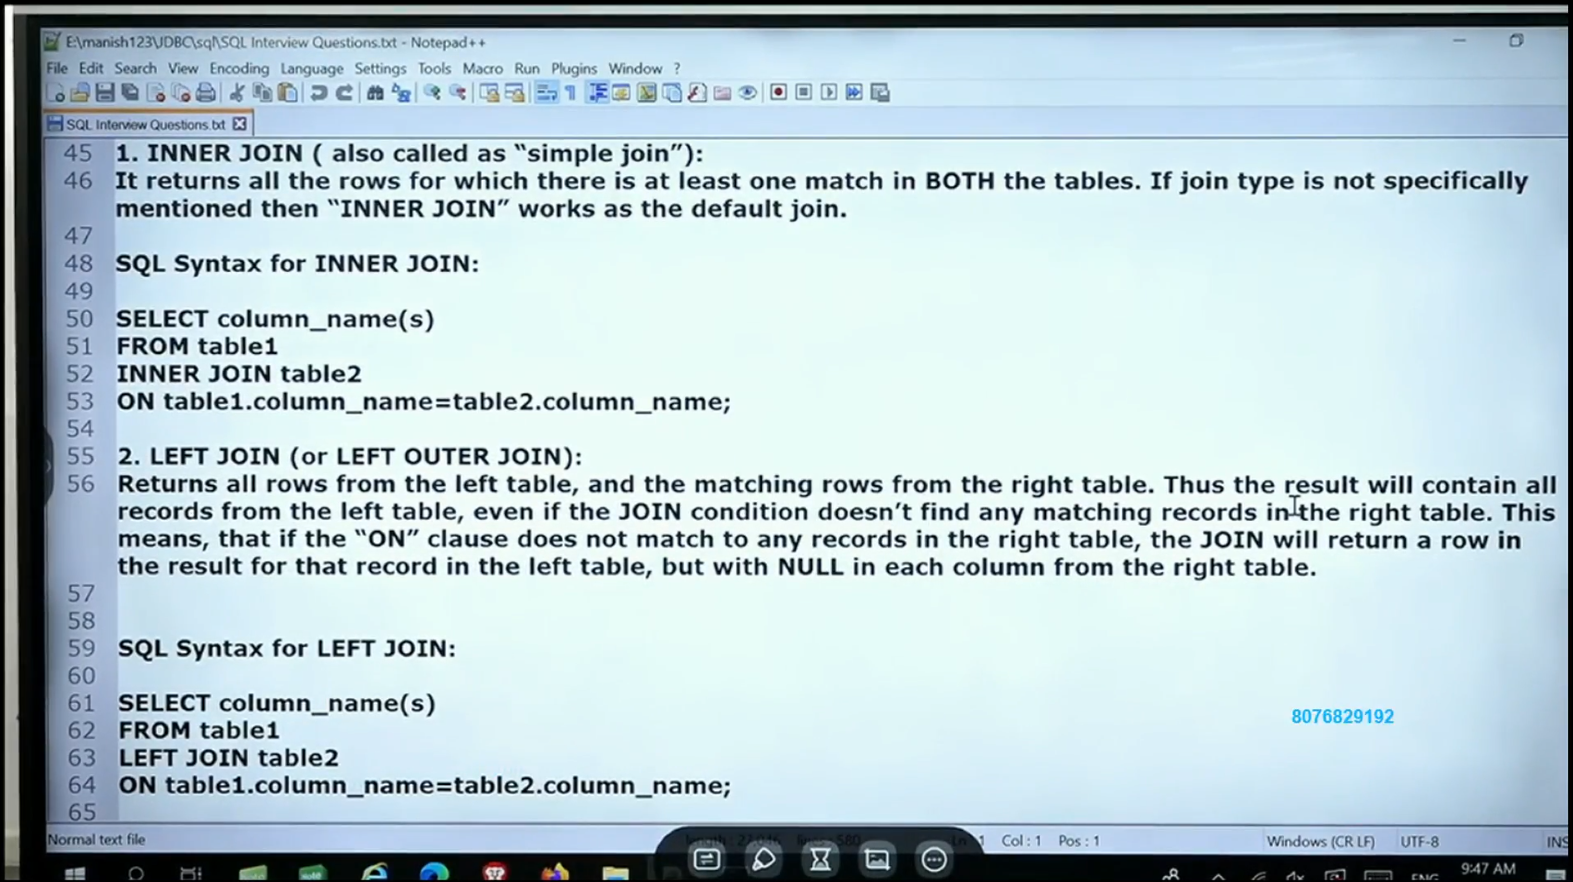 E:\manish123\JDBC\sql\SQL Interview Questions.txt - Notepad++
File Edit Search View Encoding Language Settings Tools Macro Run Plugins Window ?
SQL Interview Questions.txt
45 1. INNER JOIN ( also called as “simple join”):
46 It returns all the rows for which there is at least one match in BOTH the tables. If join type is not specifically
mentioned then “INNER JOIN” works as the default join.
47
48 SQL Syntax for INNER JOIN:
49
50 SELECT column_name(s)
51 FROM table1
52 INNER JOIN table2
53 ON table1.column_name=table2.column_name;
54
55 2. LEFT JOIN (or LEFT OUTER JOIN):
56 Returns all rows from the left table, and the matching rows from the right table. Thus the result will contain all
records from the left table, even if the JOIN condition doesn’t find any matching records in the right table. This
means, that if the “ON” clause does not match to any records in the right table, the JOIN will return a row in
the result for that record in the left table, but with NULL in each column from the right table.
57
58
59 SQL Syntax for LEFT JOIN:
60
61 SELECT column_name(s)
8076829192
62 FROM table1
63 LEFT JOIN table2
64 ON table1.column_name=table2.column_name;
65
Normal text file Col : 1 Pos : 1 Windows (CR LF) UTF-8 INS
ENG 9:47 AM